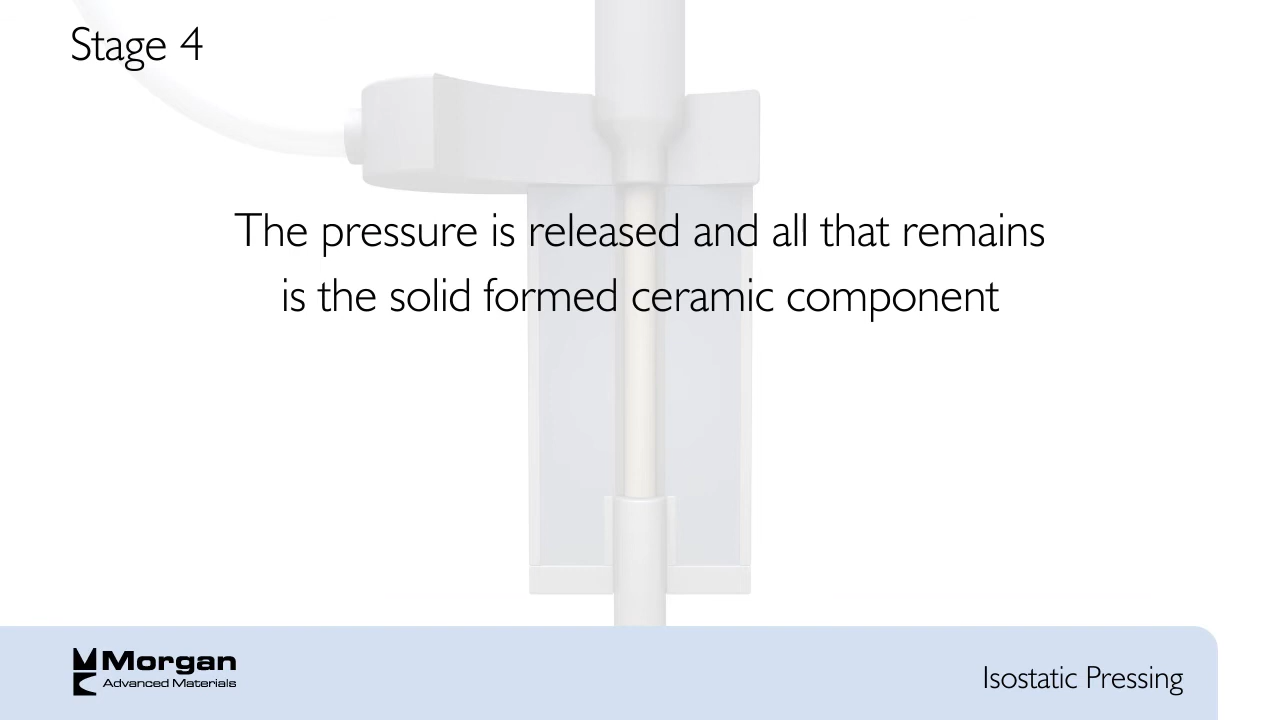 Stage 4
The pressure is released and all that remains
is the solid formed ceramic component
Morgan
Advanced Materials
Isostatic Pressing